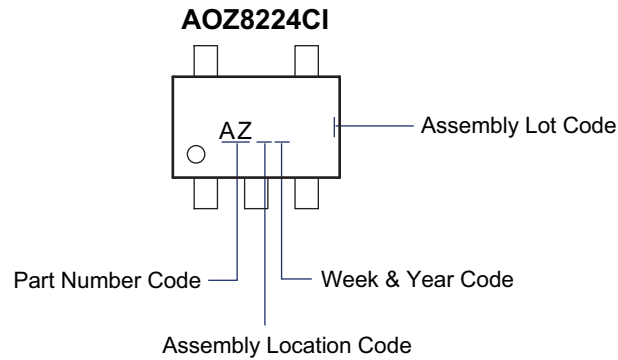 AOZ8224CI
AZ
Assembly Lot Code
Part Number Code
Week & Year Code
Assembly Location Code